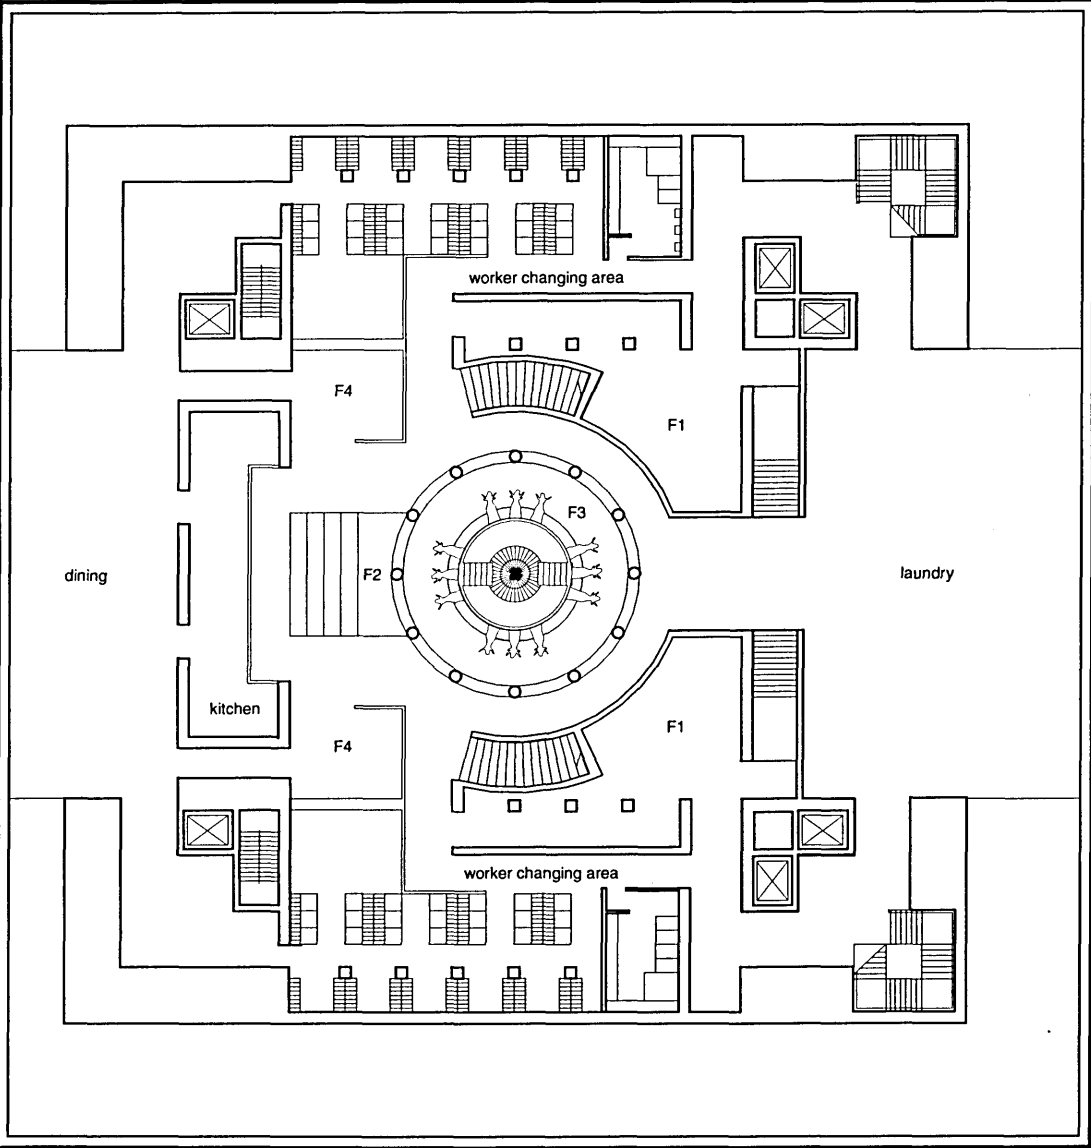 worker changing area
F4
F1
F3
F2
dining
laundry
kitchen
F4
F1
worker changing area